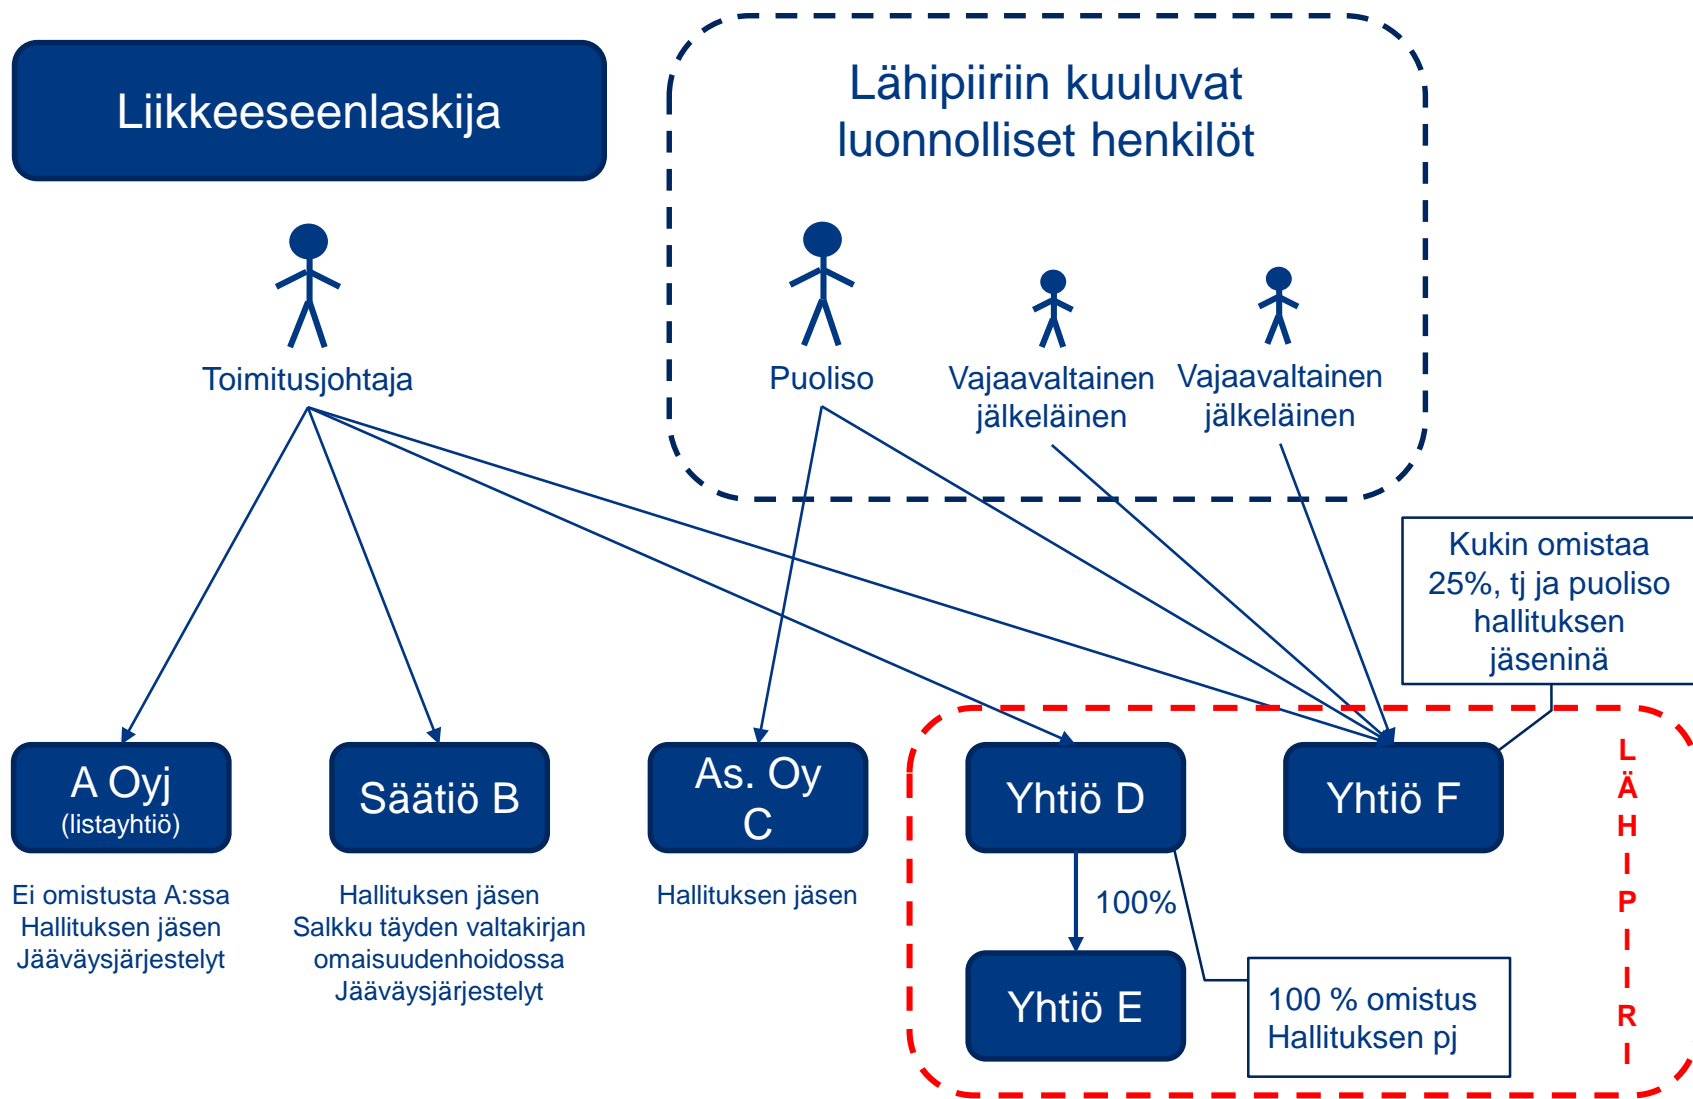 Liikkeeseenlaskija
Lähipiiriin kuuluvat
luonnolliset henkilöt
Toimitusjohtaja
Puoliso
Vajaavaltainen
jälkeläinen
Vajaavaltainen
jälkeläinen
Kukin omistaa
25%, tj ja puoliso
hallituksen
jäseninä
A Oyj
(listayhtiö)
Säätiö B
As. Oy
C
Yhtiö D
Yhtiö F
L
Ä
H
I
P
I
I
R
I
Ei omistusta A:ssa
Hallituksen jäsen
Jääväysjärjestelyt
Hallituksen jäsen
Salkku täyden valtakirjan
omaisuudenhoidossa
Jääväysjärjestelyt
Hallituksen jäsen
100%
Yhtiö E
100 % omistus
Hallituksen pj